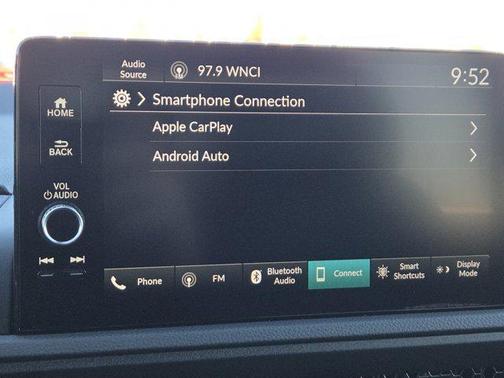 Audio
Source
97.9 WNCI
9:52
Smartphone Connection
Apple CarPlay
Android Auto
HOME
BACK
VOL
AUDIO
Phone
FM
Bluetooth
Audio
Connect
Smart
Shortcuts
Display
Mode